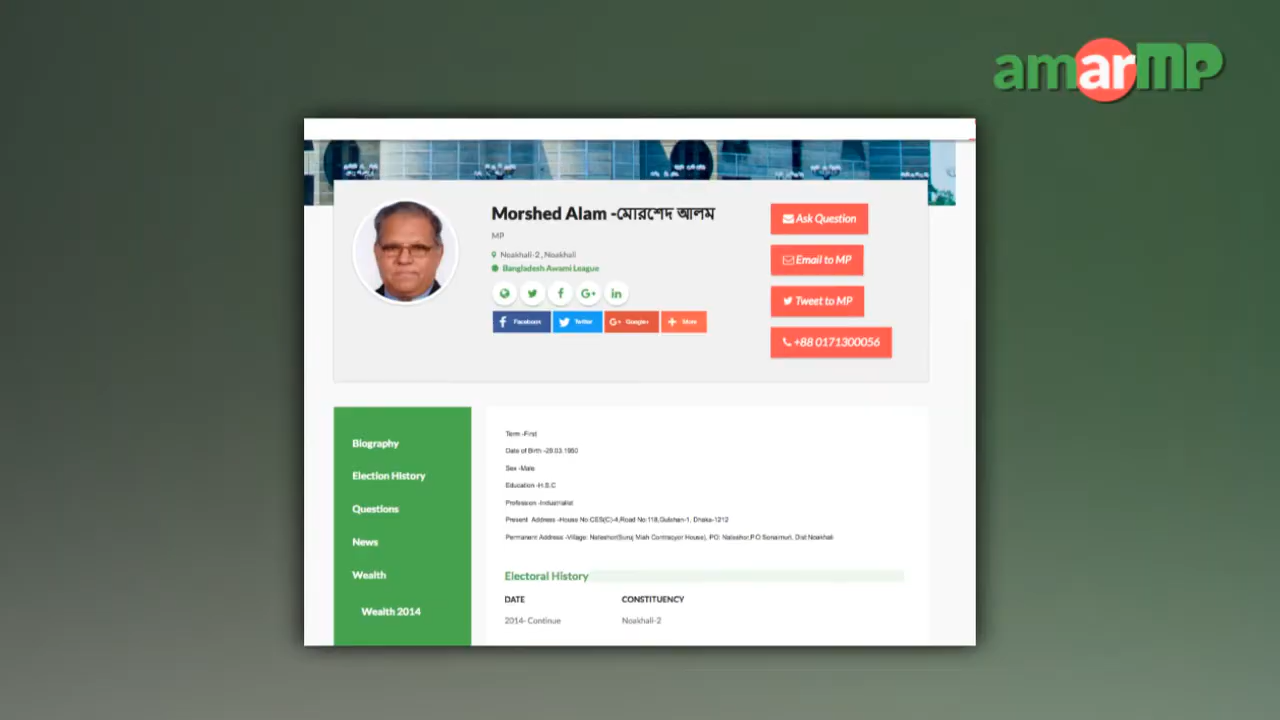 amarMP
Morshed Alam -মোরশেদ আলম
MP
Noakhali-2, Noakhali
Bangladesh Awami League
Facebook Twitter Google+ More
Ask Question
Email to MP
Tweet to MP
+88 0171300056
Biography
Election History
Questions
News
Wealth
Wealth 2014
Term -First
Date of Birth -28.03.1950
Sex -Male
Education -H.S.C
Profession -Industrialist
Present Address -House No CES(C)-4,Road No 118,Gulshan-1, Dhaka-1212
Permanent Address -Village: Nateshor(Suruj Miah Contractor House), PO: Nateshor,P.O Sonaimuri, Dist Noakhali
Electoral History
DATE CONSTITUENCY
2014- Continue Noakhali-2